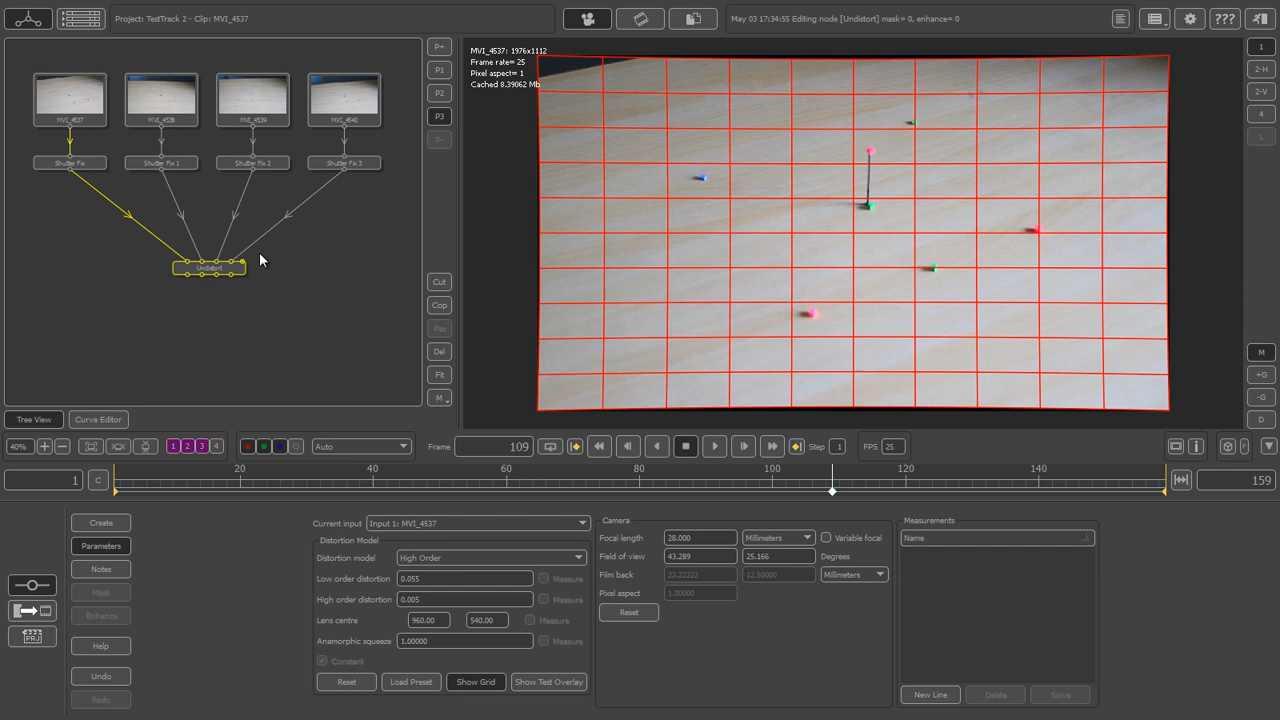 Project: TestTrack 2 - Clip: MVI_4537
May 03 17:34:55 Editing node [Undistort] mask= 0, enhance= 0
???
MVI_4537
MVI_4538
MVI_4539
MVI_4540
Shutter Fix
Shutter Fix 1
Shutter Fix 2
Shutter Fix 3
Undistort
P+
P1
P2
P3
P-
Cut
Cop
Pas
Del
Fit
M
MVI_4537: 1976x1112
Frame rate= 25
Pixel aspect= 1
Cached 8.39062 Mb
1
2-H
2-V
4
L
M
+G
-G
D
Tree View
Curve Editor
40%
1 2 3 4
Auto
Frame 109
Step 1
FPS 25
P
1
C
20 40 60 80 100 120 140
159
Create
Parameters
Notes
Mask
Enhance
Help
Undo
Redo
PRJ
Current input Input 1: MVI_4537
Distortion Model
Distortion model High Order
Low order distortion 0.055 Measure
High order distortion 0.005 Measure
Lens centre 960.00 540.00 Measure
Anamorphic squeeze 1.00000 Measure
Constant
Reset Load Preset Show Grid Show Test Overlay
Camera
Focal length 28.000 Millimeters Variable focal
Field of view 43.289 25.166 Degrees
Film back 22.22222 12.50000 Millimeters
Pixel aspect 1.00000
Reset
Measurements
Name
New Line Delete Solve